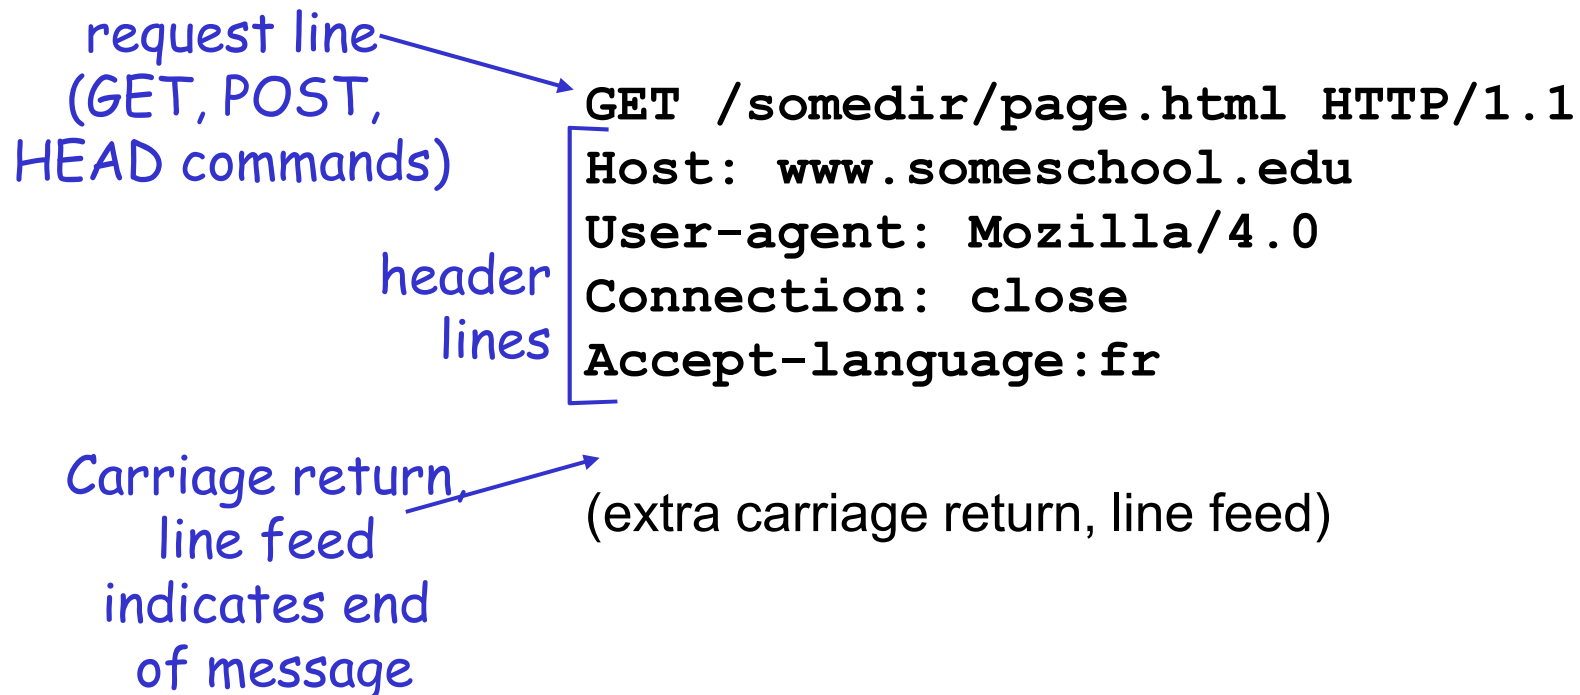 request line
(GET, POST,
HEAD commands)
GET /somedir/page.html HTTP/1.1
Host: www.someschool.edu
User-agent: Mozilla/4.0
Connection: close
Accept-language:fr
header
lines
Carriage return,
line feed
indicates end
of message
(extra carriage return, line feed)